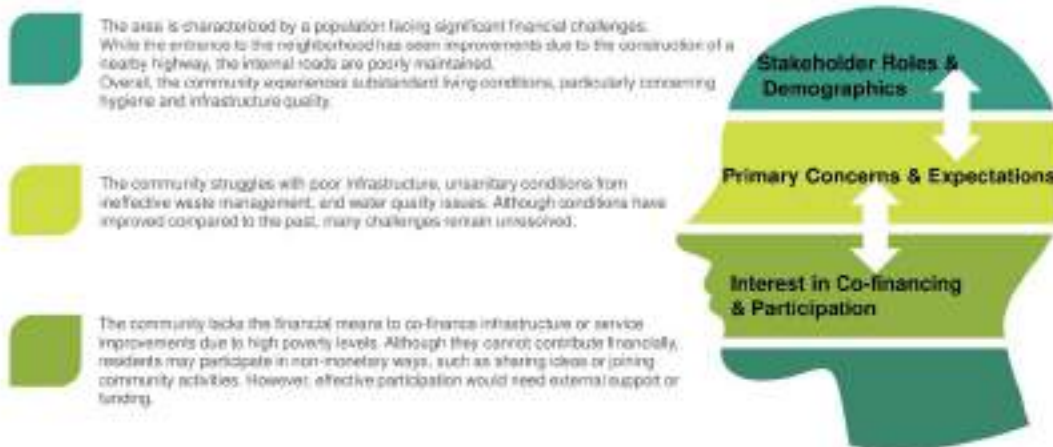 The area is characterized by a population facing significant financial challenges.
While the entrance to the neighborhood has seen improvements due to the construction of a
nearby highway, the internal roads are poorly maintained.
Overall, the community experiences substandard living conditions, particularly concerning
hygiene and infrastructure quality.
Stakeholder Roles &
Demographics
The community struggles with poor infrastructure, unsanitary conditions from
ineffective waste management, and water quality issues. Although conditions have
improved compared to the past, many challenges remain unresolved.
Primary Concerns & Expectations
The community lacks the financial means to co-finance infrastructure or service
improvements due to high poverty levels. Although they cannot contribute financially,
residents may participate in non-monetary ways, such as sharing ideas or joining
community activities. However, effective participation would need external support or
funding.
Interest in Co-financing
& Participation